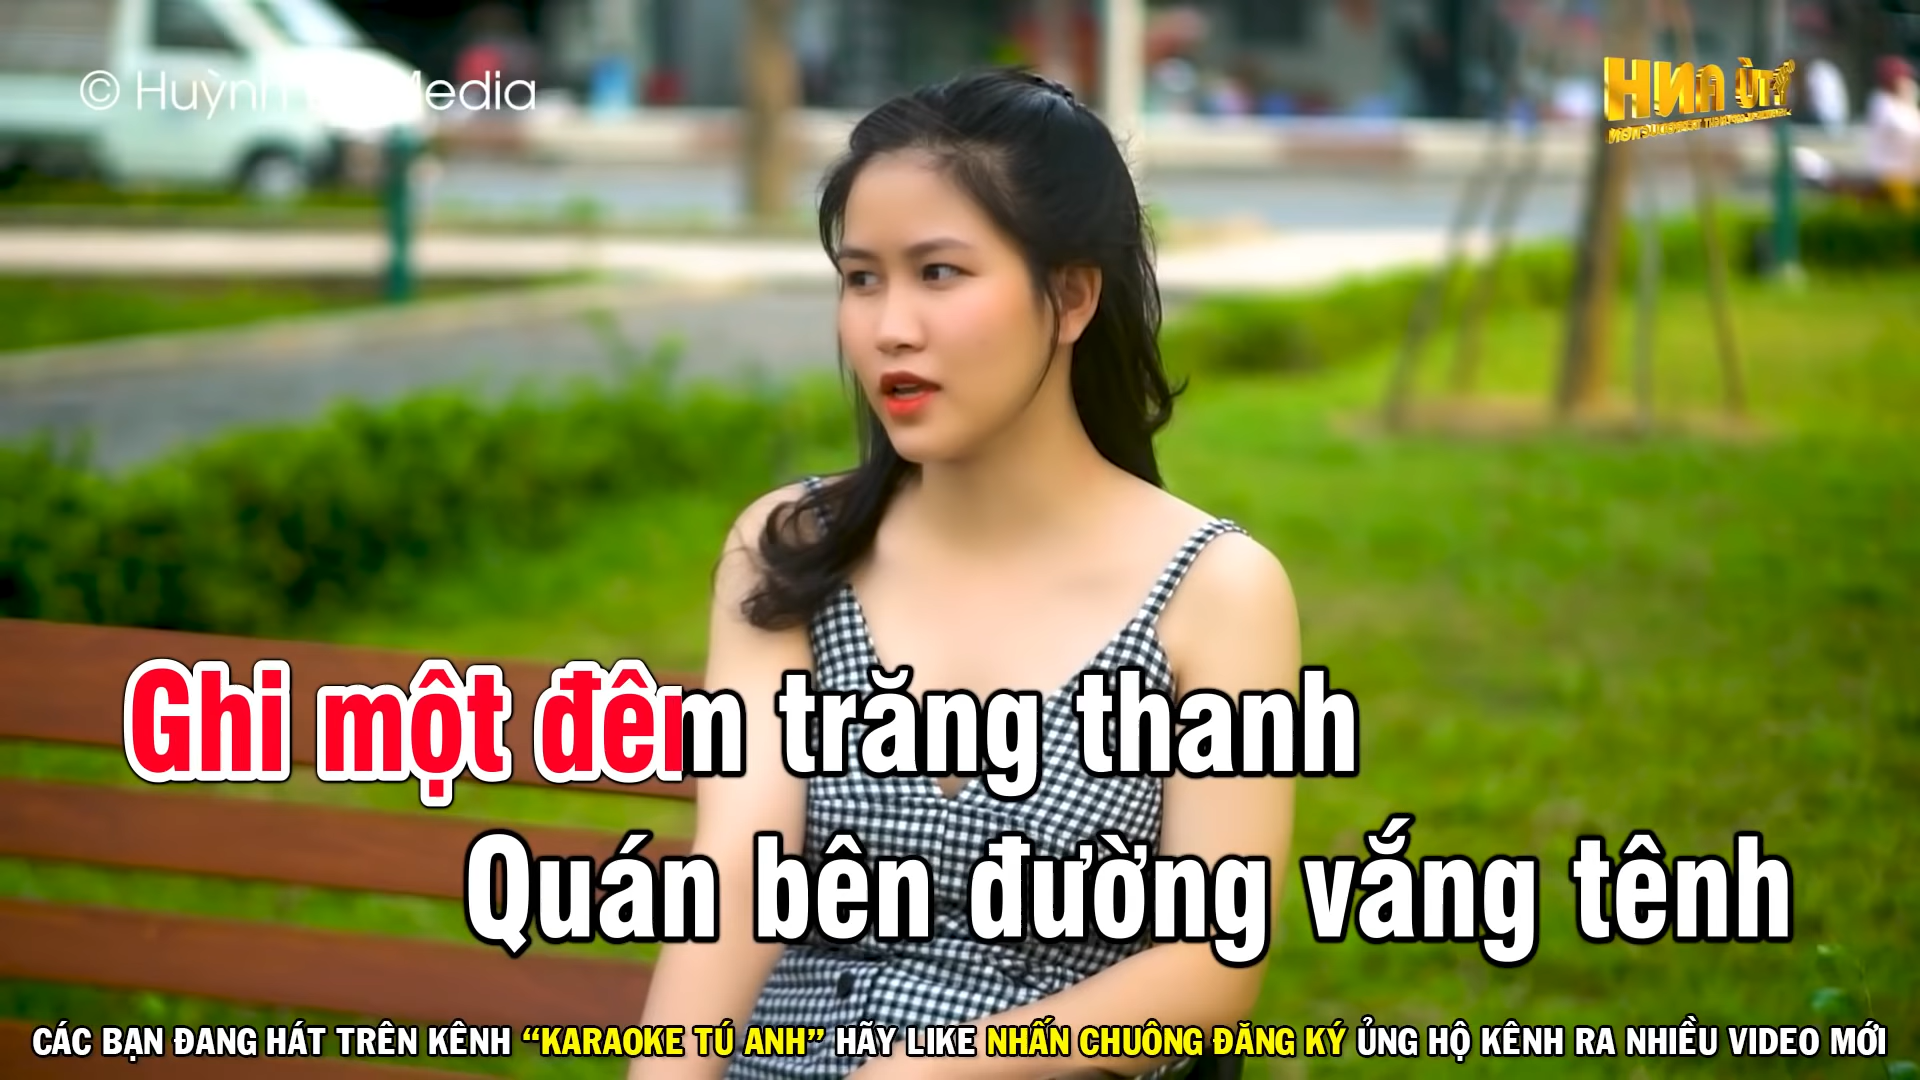 © Huỳnh Media
Ghi một đêm trăng thanh
Quán bên đường vắng tênh
CÁC BẠN ĐANG HÁT TRÊN KÊNH “KARAOKE TÚ ANH” HÃY LIKE NHẤN CHUÔNG ĐĂNG KÝ ỦNG HỘ KÊNH RA NHIỀU VIDEO MỚI